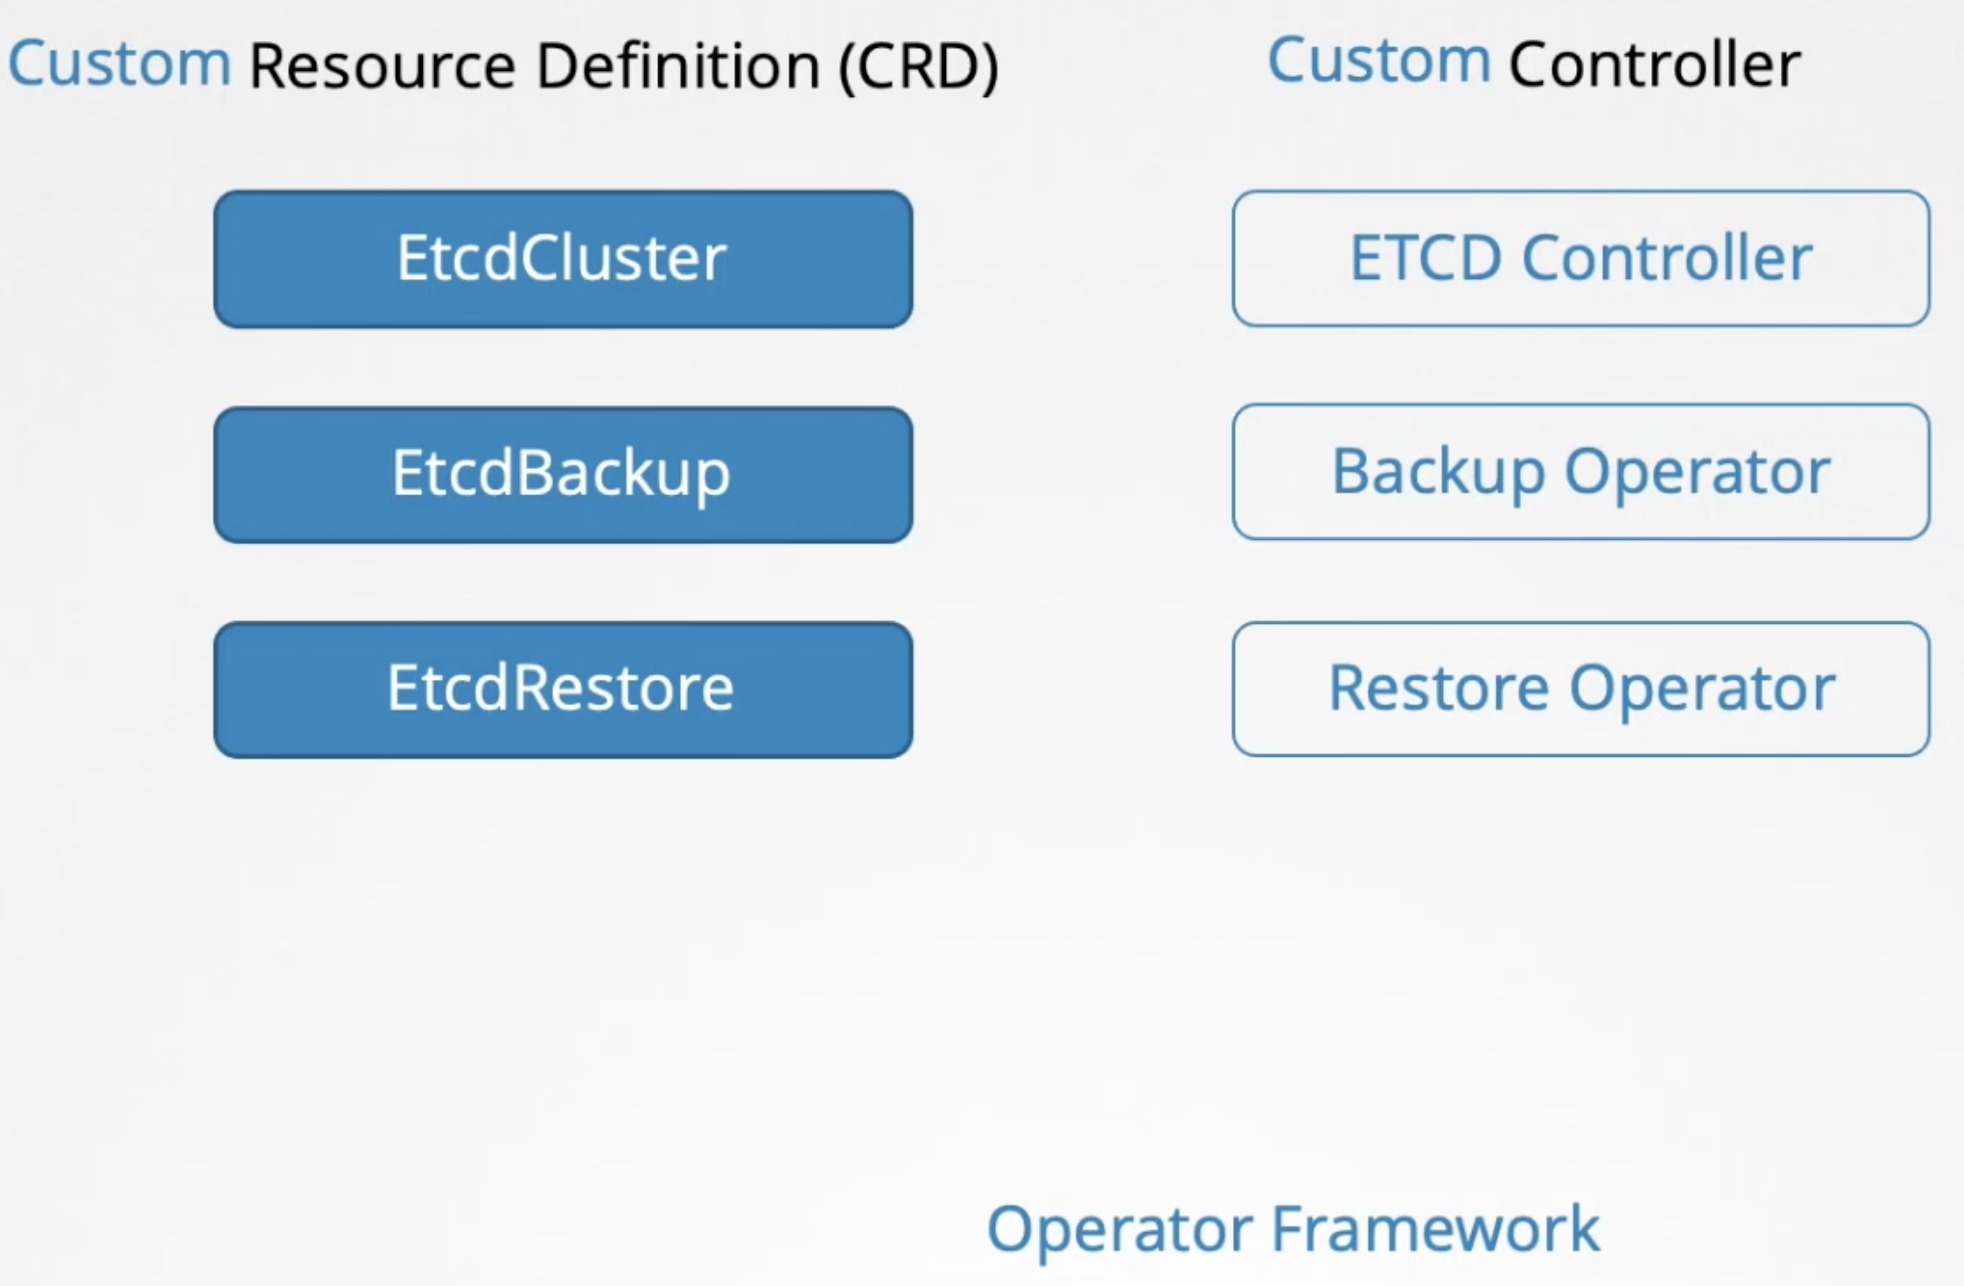 Custom Resource Definition (CRD)
Custom Controller
EtcdCluster
ETCD Controller
EtcdBackup
Backup Operator
EtcdRestore
Restore Operator
Operator Framework